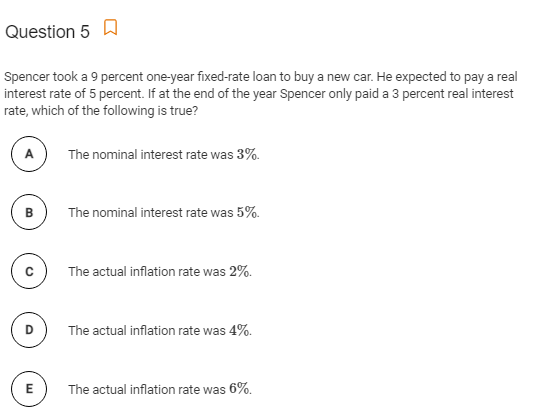 Question 5
Spencer took a 9 percent one-year fixed-rate loan to buy a new car. He expected to pay a real
interest rate of 5 percent. If at the end of the year Spencer only paid a 3 percent real interest
rate, which of the following is true?
A The nominal interest rate was 3%.
B The nominal interest rate was 5%.
C The actual inflation rate was 2%.
D The actual inflation rate was 4%.
E The actual inflation rate was 6%.